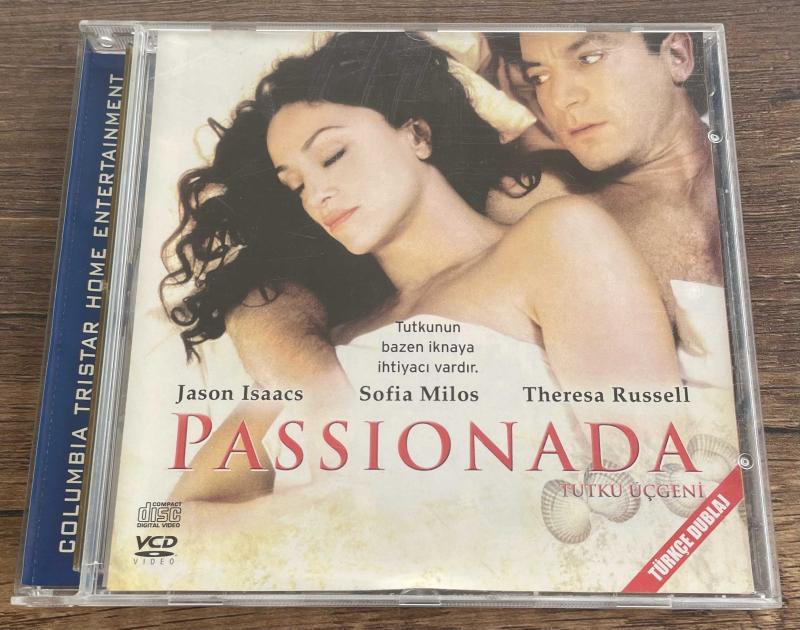 COLUMBIA TRISTAR HOME ENTERTAINMENT
Tutkunun
bazen iknaya
ihtiyacı vardır.
Jason Isaacs Sofia Milos Theresa Russell
PASSIONADA
TUTKU ÜÇGENİ
COMPACT
disc
DIGITAL VIDEO
VCD
VIDEO
TÜRKÇE DUBLAJ